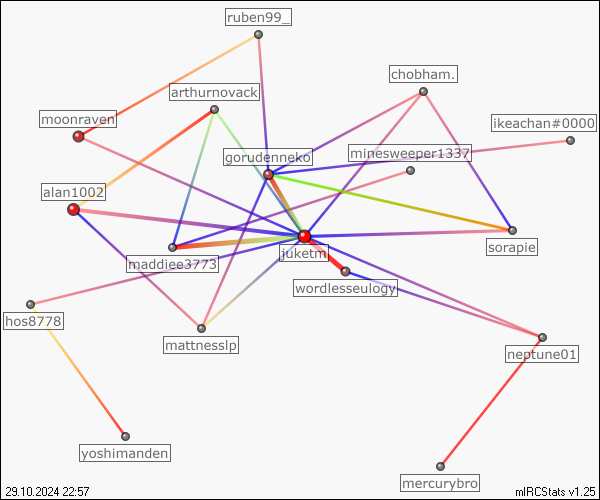 ruben99_
chobham.
arthurnovack
moonraven
ikeachan#0000
gorudenneko
minesweeper1337
alan1002
sorapie
juketm
maddiee3773
wordlesseulogy
hos8778
mattnesslp
neptune01
yoshimanden
mercurybro
29.10.2024 22:57
mIRCStats v1.25